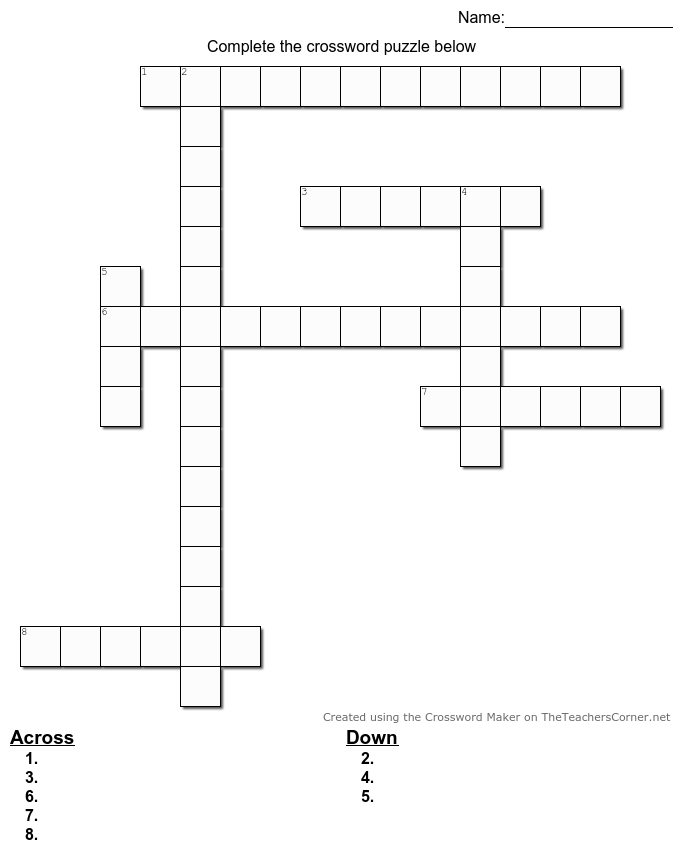 Name:
Complete the crossword puzzle below
1 2
3 4
5
6
7
8
Created using the Crossword Maker on TheTeachersCorner.net
Across
1.
3.
6.
7.
8.
Down
2.
4.
5.